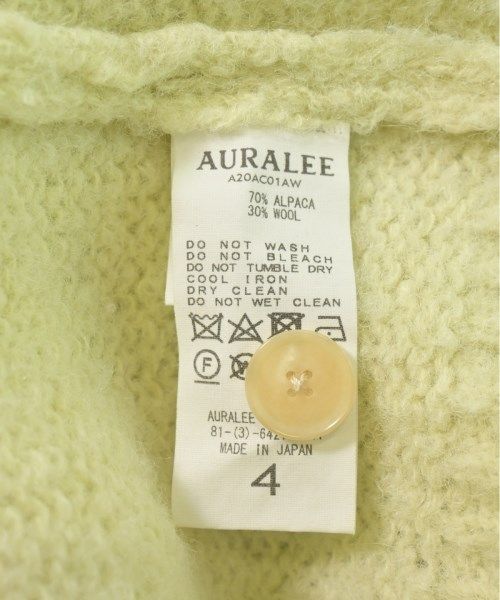 AURALEE
A20AC01AW
70% ALPACA
30% WOOL
DO NOT WASH
DO NOT BLEACH
DO NOT TUMBLE DRY
COOL IRON
DRY CLEAN
DO NOT WET CLEAN
F
AURALEE
81-(3)-642
MADE IN JAPAN
4